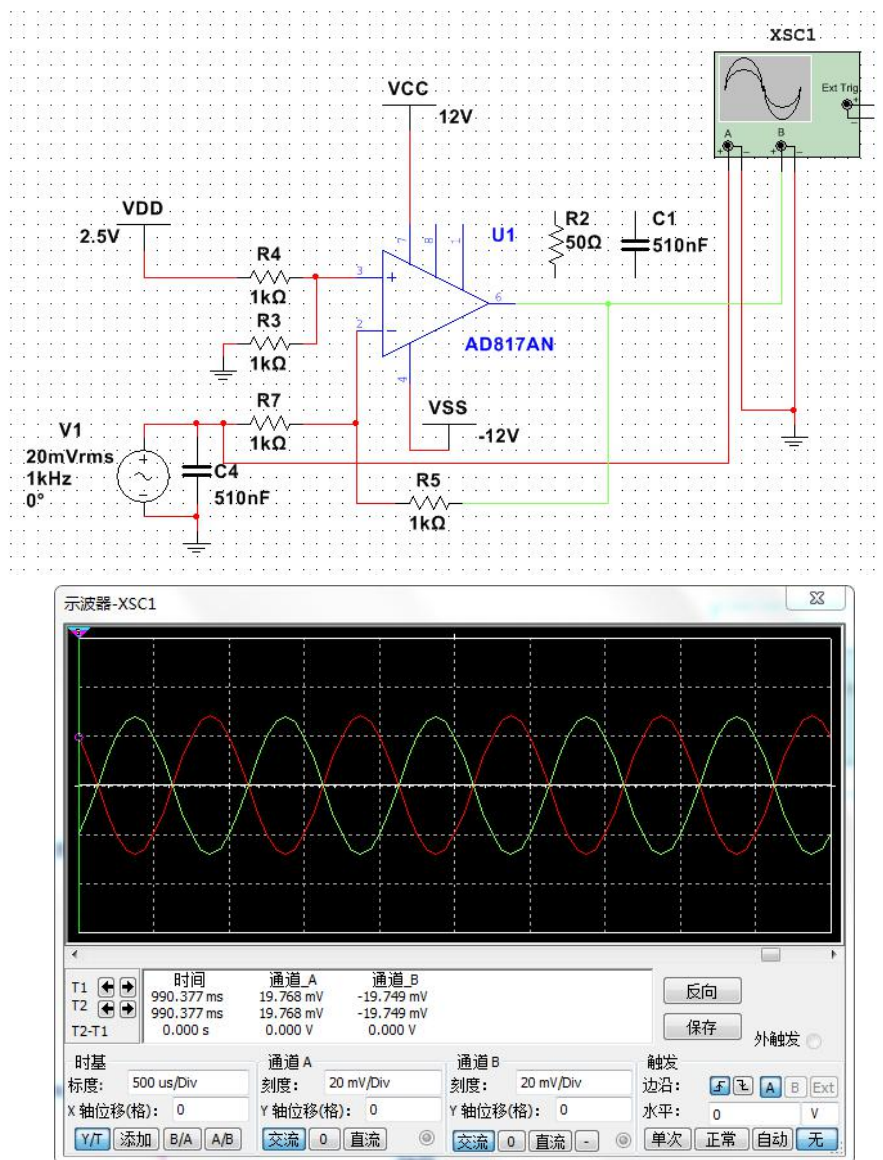 XSC1
VCC
12V
Ext Trig
+
A
B
+
-
+
-
VDD
2.5V
R4
1kΩ
R3
1kΩ
R7
1kΩ
3
2
7
8
1
4
6
U1
AD817AN
R2
50Ω
C1
510nF
VSS
-12V
V1
20mVrms
1kHz
0°
C4
510nF
R5
1kΩ
示波器-XSC1
T1
T2
T2-T1
时间 通道_A 通道_B
990.377 ms 19.768 mV -19.749 mV
990.377 ms 19.768 mV -19.749 mV
0.000 s 0.000 V 0.000 V
反向
保存
外触发
时基
标度: 500 us/Div
X 轴位移(格): 0
Y/T 添加 B/A A/B
通道 A
刻度: 20 mV/Div
Y 轴位移(格): 0
交流 0 直流
通道 B
刻度: 20 mV/Div
Y 轴位移(格): 0
交流 0 直流 -
触发
边沿: A B Ext
水平: 0 V
单次 正常 自动 无